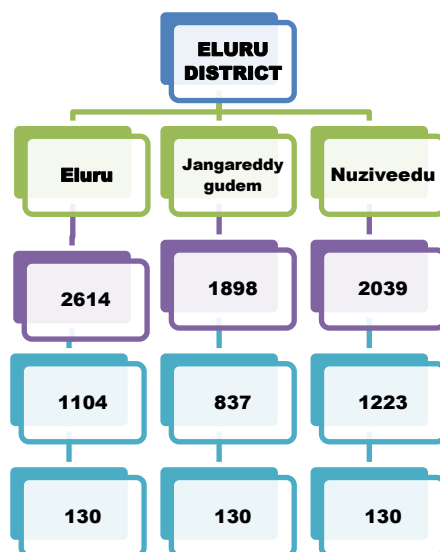 ELURU
DISTRICT
Eluru
Jangareddy
gudem
Nuziveedu
2614
1898
2039
1104
837
1223
130
130
130